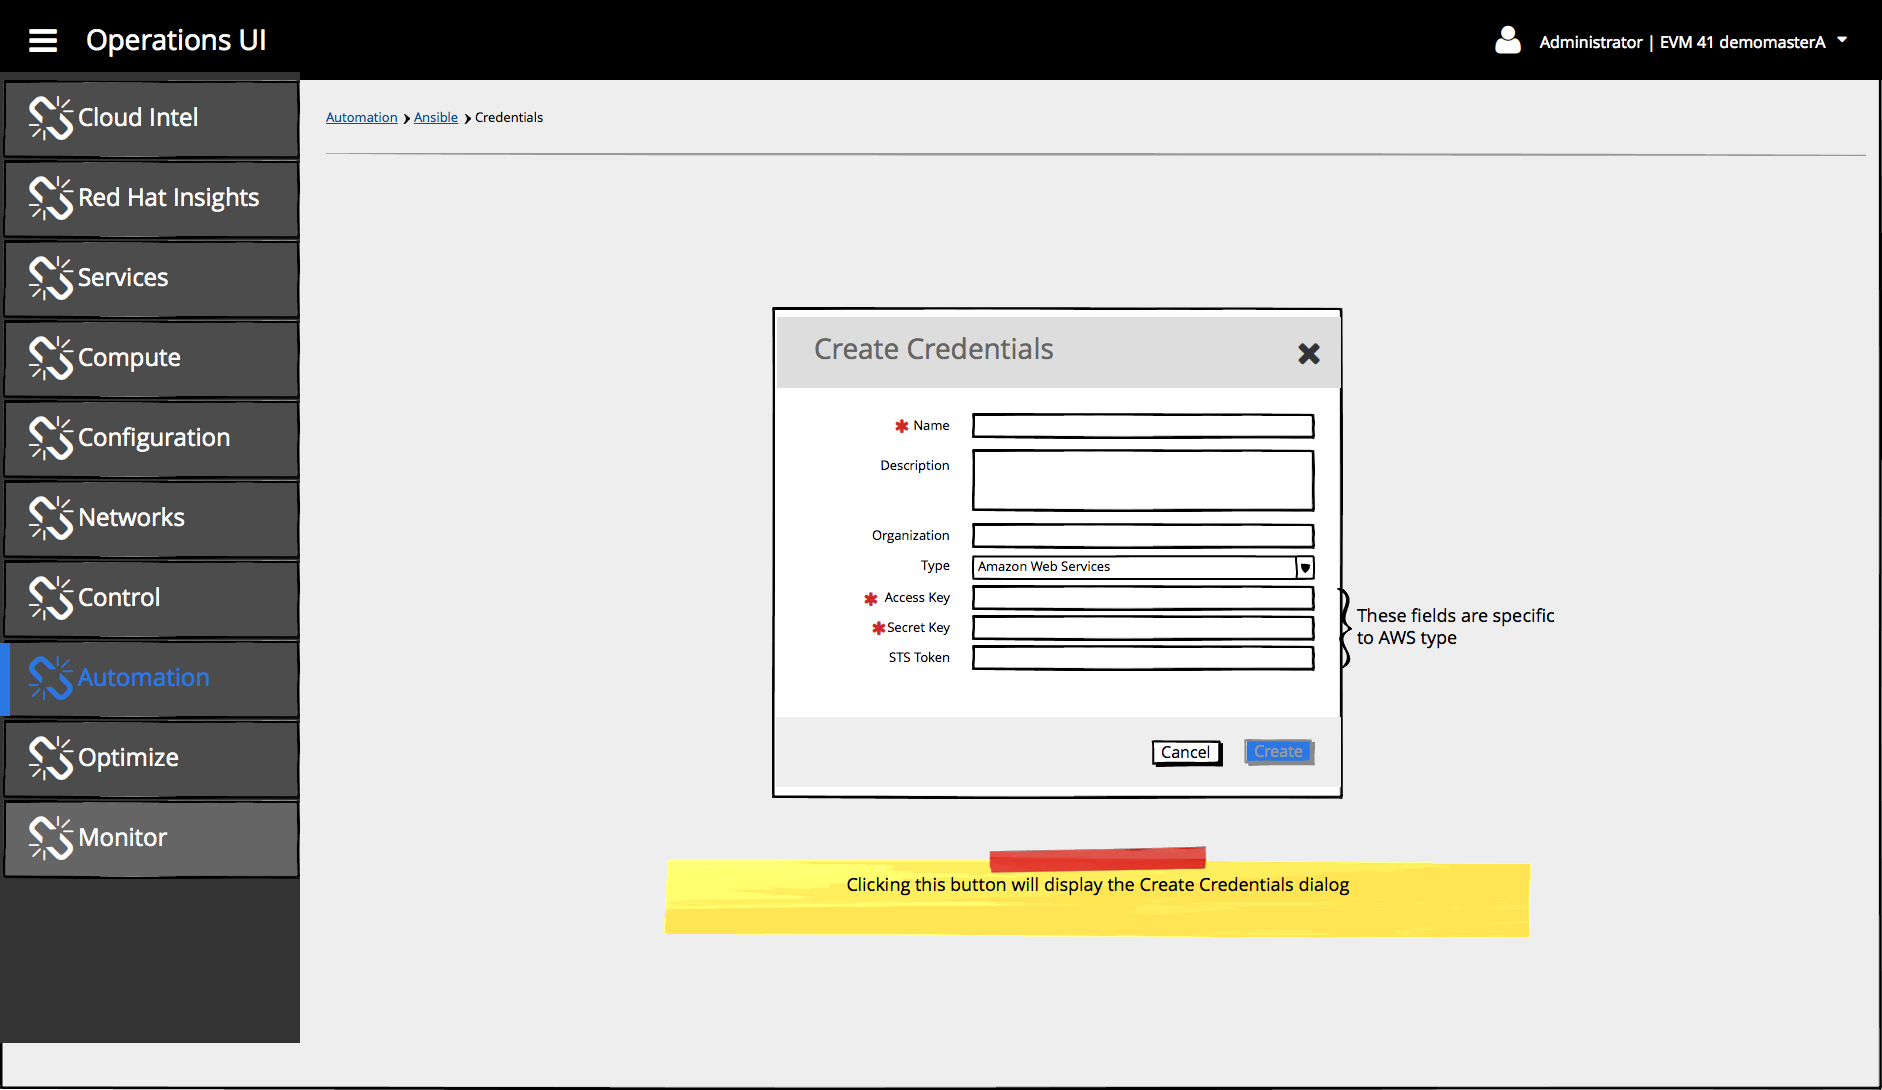 Operations UI
Administrator | EVM 41 demomasterA
Cloud Intel
Red Hat Insights
Services
Compute
Configuration
Networks
Control
Automation
Optimize
Monitor
Automation Ansible Credentials
Create Credentials
* Name
Description
Organization
Type Amazon Web Services
* Access Key
* Secret Key
STS Token
These fields are specific
to AWS type
Cancel Create
Clicking this button will display the Create Credentials dialog